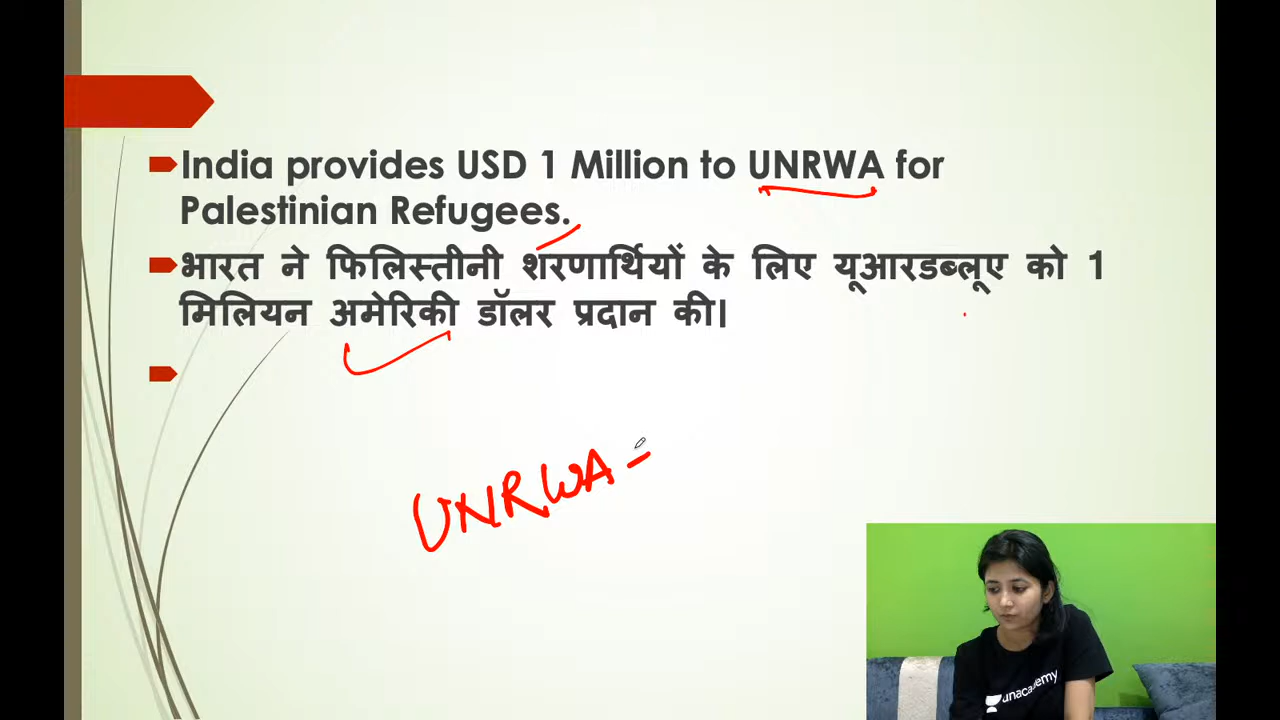 India provides USD 1 Million to UNRWA for
Palestinian Refugees.
भारत ने फिलिस्तीनी शरणार्थियों के लिए यूआरडब्लूए को 1
मिलियन अमेरिकी डॉलर प्रदान की।
UNRWA -
unacademy